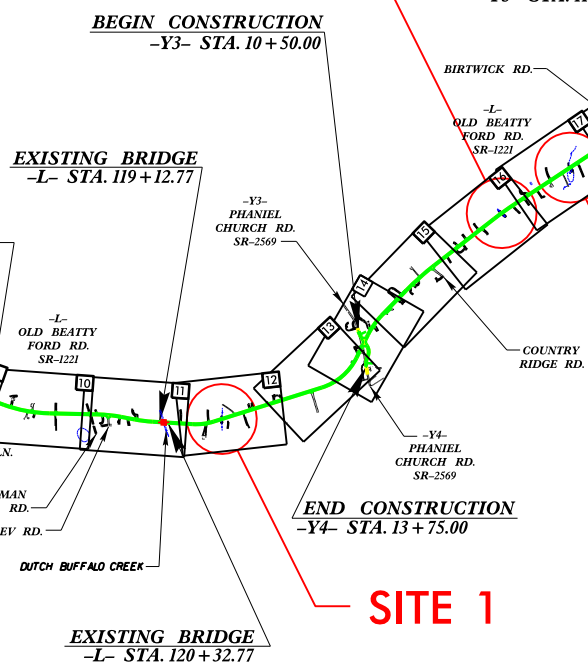 BEGIN CONSTRUCTION
-Y3- STA. 10+50.00
BIRTWICK RD.
-L-
OLD BEATTY
FORD RD.
SR-1221
17
16
EXISTING BRIDGE
-L- STA. 119+12.77
-Y3-
PHANIEL
CHURCH RD.
SR-2569
15
14
13
-L-
OLD BEATTY
FORD RD.
SR-1221
COUNTRY
RIDGE RD.
12
11
10
-Y4-
PHANIEL
CHURCH RD.
SR-2569
LN.
MAN
RD.
EV RD.
END CONSTRUCTION
-Y4- STA. 13+75.00
DUTCH BUFFALO CREEK
SITE 1
EXISTING BRIDGE
-L- STA. 120+32.77